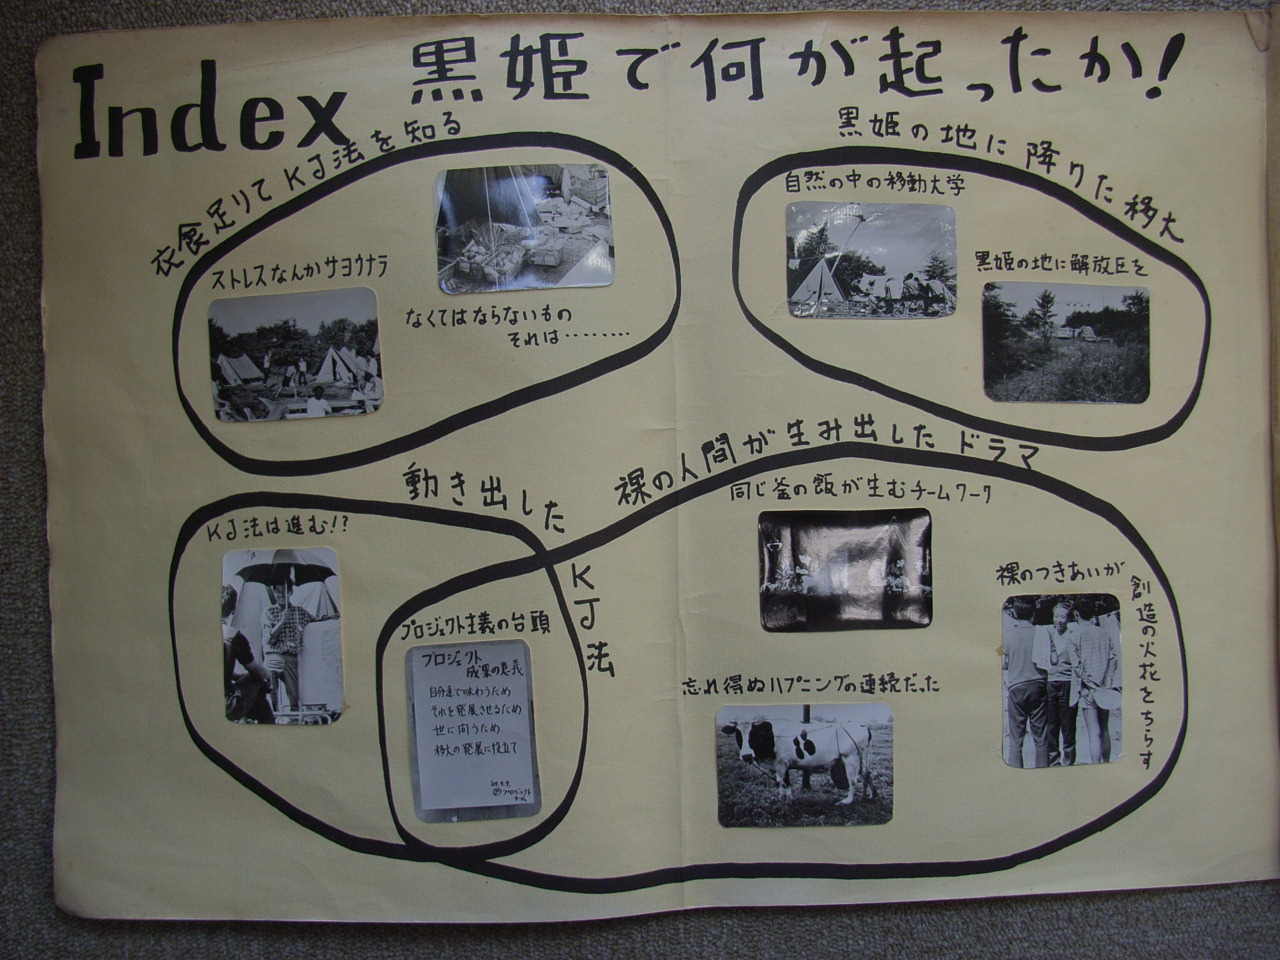 Index 黒姫で何が起ったか!
衣食足りてKJ法を知る
ストレスなんかサヨウナラ
なくてはならないもの
それは………
黒姫の地に降りた移大
自然の中の移動大学
黒姫の地に解放区を
動き出したKJ法
KJ法は進む!?
プロジェクト主義の台頭
プロジェクト
成果の意義
自分達で味わうため
それを発展させるため
世に問うため
移大の発展に役立て
裸の人間が生み出したドラマ
同じ釜の飯が生むチームワーク
忘れ得ぬハプニングの連続だった
裸のつきあいが
創造の火花をちらす